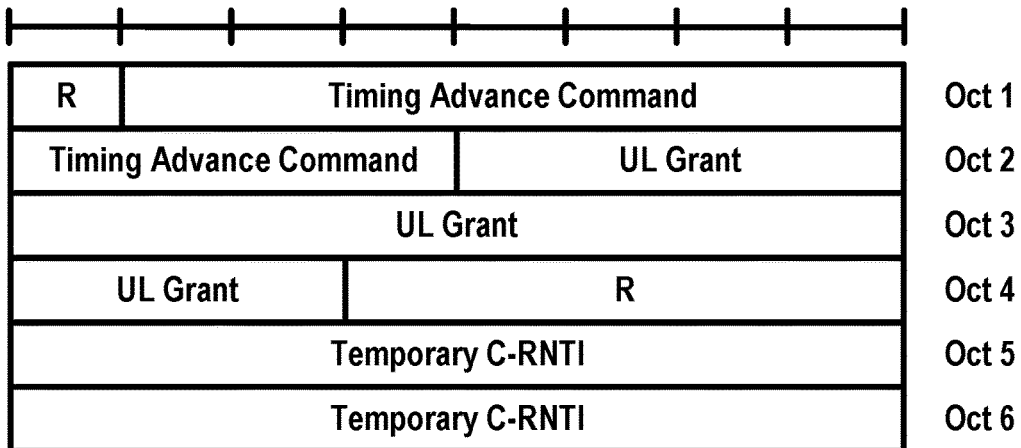 R Timing Advance Command Oct 1
Timing Advance Command UL Grant Oct 2
UL Grant Oct 3
UL Grant R Oct 4
Temporary C-RNTI Oct 5
Temporary C-RNTI Oct 6